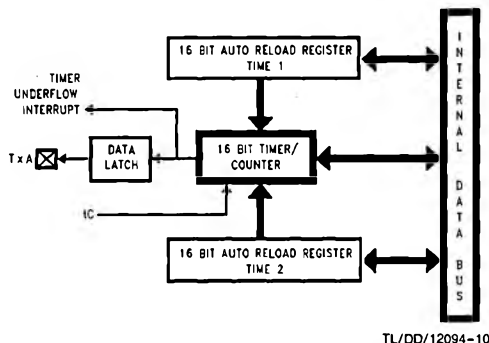 16 BIT AUTO RELOAD REGISTER
TIME 1
TIMER
UNDERFLOW
INTERRUPT
TxA
DATA
LATCH
16 BIT TIMER/
COUNTER
tC
16 BIT AUTO RELOAD REGISTER
TIME 2
INTERNAL DATA BUS
TL/DD/12094-10